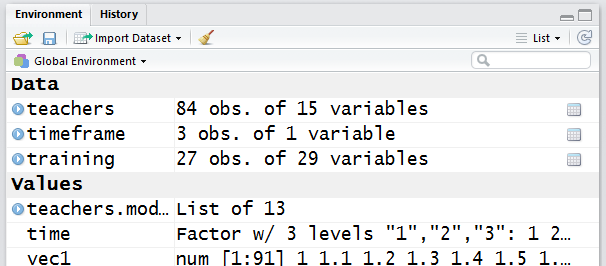 Environment History
Import Dataset List
Global Environment
Data
teachers 84 obs. of 15 variables
timeframe 3 obs. of 1 variable
training 27 obs. of 29 variables
Values
teachers.mod… List of 13
time Factor w/ 3 levels "1","2","3": 1 2…
vec1 num [1:91] 1 1.1 1.2 1.3 1.4 1.5 1.…